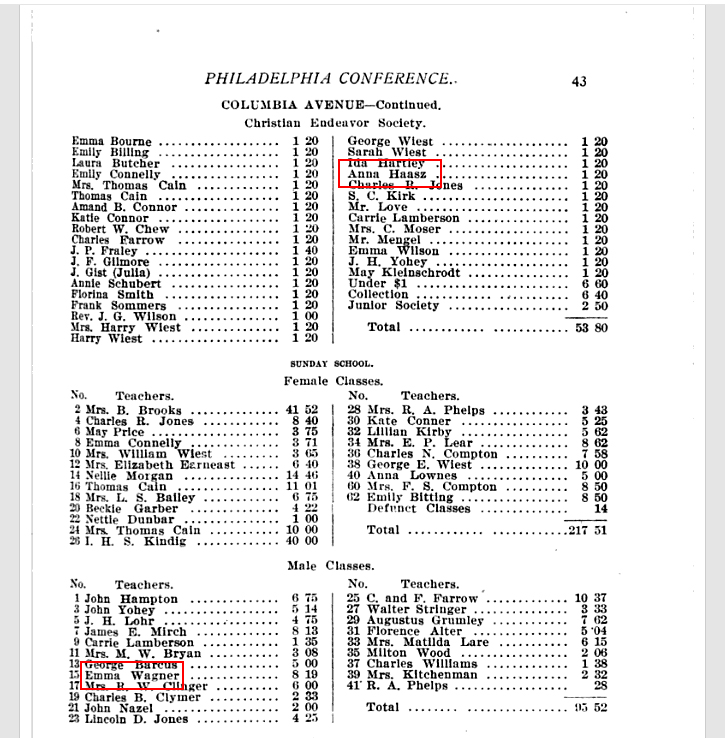 PHILADELPHIA CONFERENCE.
43
COLUMBIA AVENUE—Continued.
Christian Endeavor Society.
Emma Bourne .................. 1 20
Emily Billing .................. 1 20
Laura Butcher .................. 1 20
Emily Connelly .................. 1 20
Mrs. Thomas Cain .................. 1 20
Thomas Cain .................. 1 20
Amand B. Connor .................. 1 20
Katie Connor .................. 1 20
Robert W. Chew .................. 1 20
Charles Farrow .................. 1 20
J. P. Fraley .................. 1 40
J. F. Gilmore .................. 1 20
J. Gist (Julia) .................. 1 20
Annie Schubert .................. 1 20
Florina Smith .................. 1 20
Frank Sommers .................. 1 20
Rev. J. G. Wilson .................. 1 00
Mrs. Harry Wiest .................. 1 20
Harry Wiest .................. 1 20
George Wiest .................. 1 20
Sarah Wiest .................. 1 20
Ida Hartley .................. 1 20
Anna Haasz .................. 1 20
Charles R. Jones .................. 1 20
S. C. Kirk .................. 1 20
Mr. Love .................. 1 20
Carrie Lamberson .................. 1 20
Mrs. C. Moser .................. 1 20
Mr. Mengel .................. 1 20
Emma Wilson .................. 1 20
J. H. Yohey .................. 1 20
May Kleinschrodt .................. 1 20
Under $1 .................. 6 60
Collection .................. 6 40
Junior Society .................. 2 50
Total .................. 53 80
SUNDAY SCHOOL.
Female Classes.
No. Teachers.
2 Mrs. B. Brooks ............. 41 52
4 Charles R. Jones ............. 8 40
6 May Price ............. 3 75
8 Emma Connelly ............. 3 71
10 Mrs. William Wiest ............. 3 65
12 Mrs. Elizabeth Earneast ....... 6 40
14 Nellie Morgan ............. 14 46
16 Thomas Cain ............. 11 01
18 Mrs. L. S. Bailey ............. 6 75
20 Beckie Garber ............. 4 22
22 Nettie Dunbar ............. 1 00
24 Mrs. Thomas Cain ............. 10 00
26 I. H. S. Kindig ............. 40 00
No. Teachers.
28 Mrs. R. A. Phelps ............. 3 43
30 Kate Conner ............. 5 25
32 Lillian Kirby ............. 5 62
34 Mrs. E. P. Lear ............. 8 62
36 Charles N. Compton ............. 7 58
38 George E. Wiest ............. 10 00
40 Anna Lownes ............. 5 00
60 Mrs. F. S. Compton ............. 8 50
62 Emily Bitting ............. 8 50
Defunct Classes ............. 14
Total .................. 217 51
Male Classes.
No. Teachers.
1 John Hampton ............. 6 75
3 John Yohey ............. 5 14
5 J. H. Lohr ............. 4 75
7 James E. Mirch ............. 8 13
9 Carrie Lamberson ............. 1 35
11 Mrs. M. W. Bryan ............. 3 08
13 George Barcus ............. 5 00
15 Emma Wagner ............. 8 19
17 Mrs. R. W. Clinger ............. 6 00
19 Charles B. Clymer ............. 2 33
21 John Nazel ............. 2 00
23 Lincoln D. Jones ............. 4 25
No. Teachers.
25 C. and F. Farrow ............. 10 37
27 Walter Stringer ............. 3 33
29 Augustus Grumley ............. 7 62
31 Florence Alter ............. 5 04
33 Mrs. Matilda Lare ............. 6 15
35 Milton Wood ............. 2 06
37 Charles Williams ............. 1 38
39 Mrs. Kitchenman ............. 2 32
41 R. A. Phelps ............. 28
Total .................. 95 52